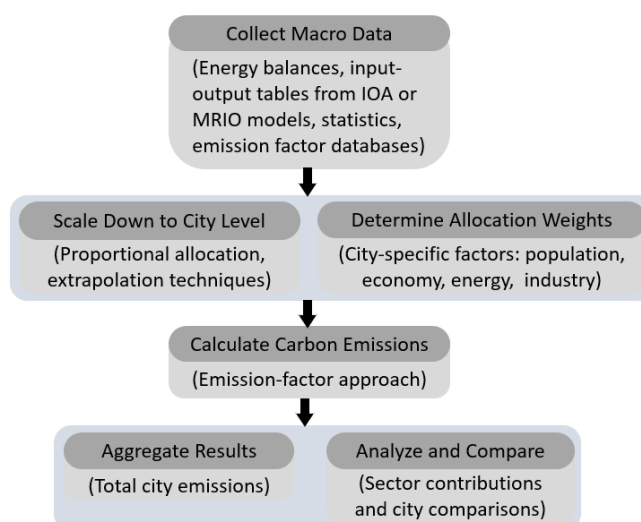 Collect Macro Data
(Energy balances, input-
output tables from IOA or
MRIO models, statistics,
emission factor databases)
Scale Down to City Level
(Proportional allocation,
extrapolation techniques)
Determine Allocation Weights
(City-specific factors: population,
economy, energy, industry)
Calculate Carbon Emissions
(Emission-factor approach)
Aggregate Results
(Total city emissions)
Analyze and Compare
(Sector contributions
and city comparisons)